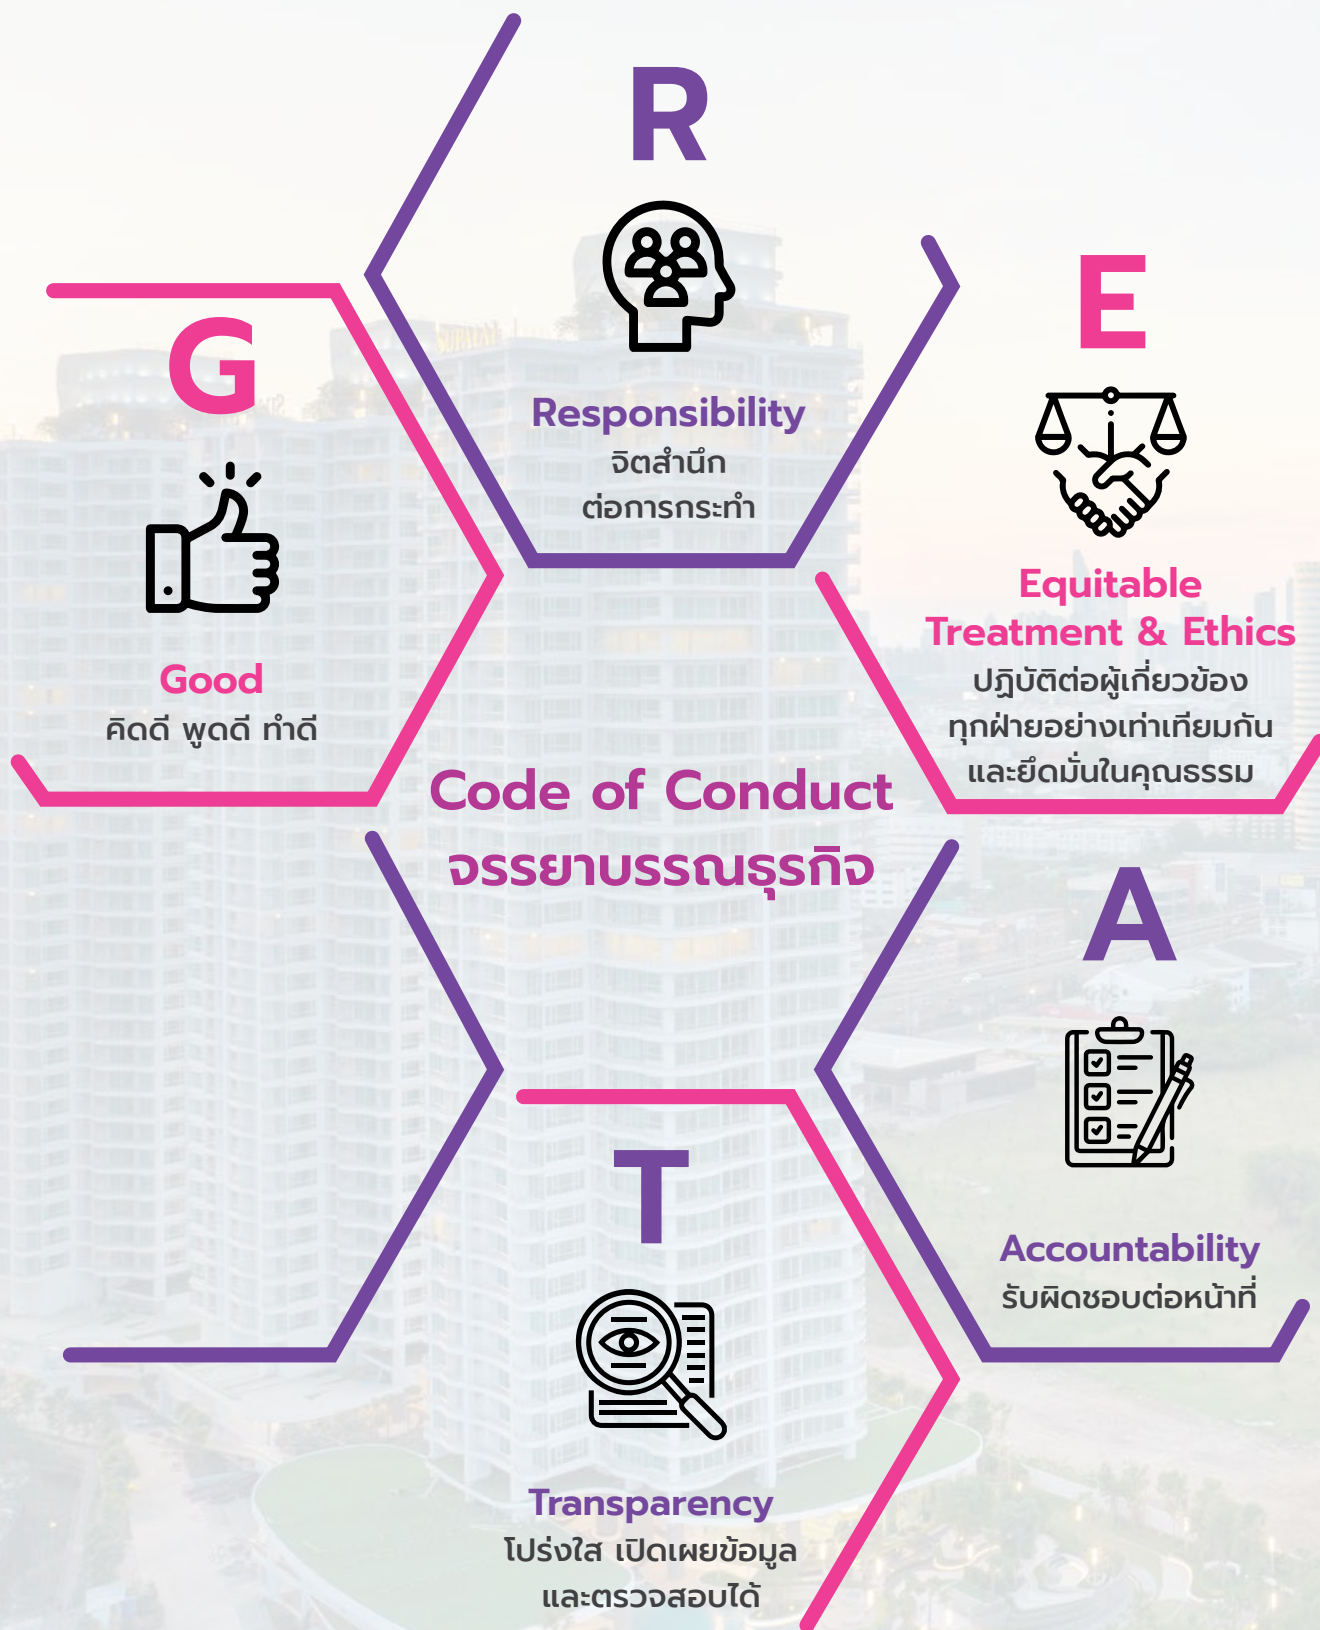 R
Responsibility
จิตสำนึก
ต่อการกระทำ
G
Good
คิดดี พูดดี ทำดี
E
Equitable
Treatment & Ethics
ปฏิบัติต่อผู้เกี่ยวข้อง
ทุกฝ่ายอย่างเท่าเทียมกัน
และยึดมั่นในคุณธรรม
Code of Conduct
จรรยาบรรณธุรกิจ
A
Accountability
รับผิดชอบต่อหน้าที่
T
Transparency
โปร่งใส เปิดเผยข้อมูล
และตรวจสอบได้
SUPALAI